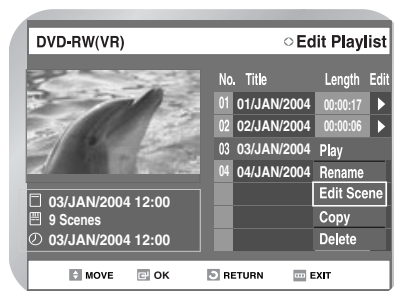 DVD-RW(VR) Edit Playlist
No. Title Length Edit
01 01/JAN/2004 00:00:17
02 02/JAN/2004 00:00:06
03 03/JAN/2004 Play
04 04/JAN/2004 Rename
Edit Scene
Copy
Delete
03/JAN/2004 12:00
9 Scenes
03/JAN/2004 12:00
MOVE OK RETURN EXIT